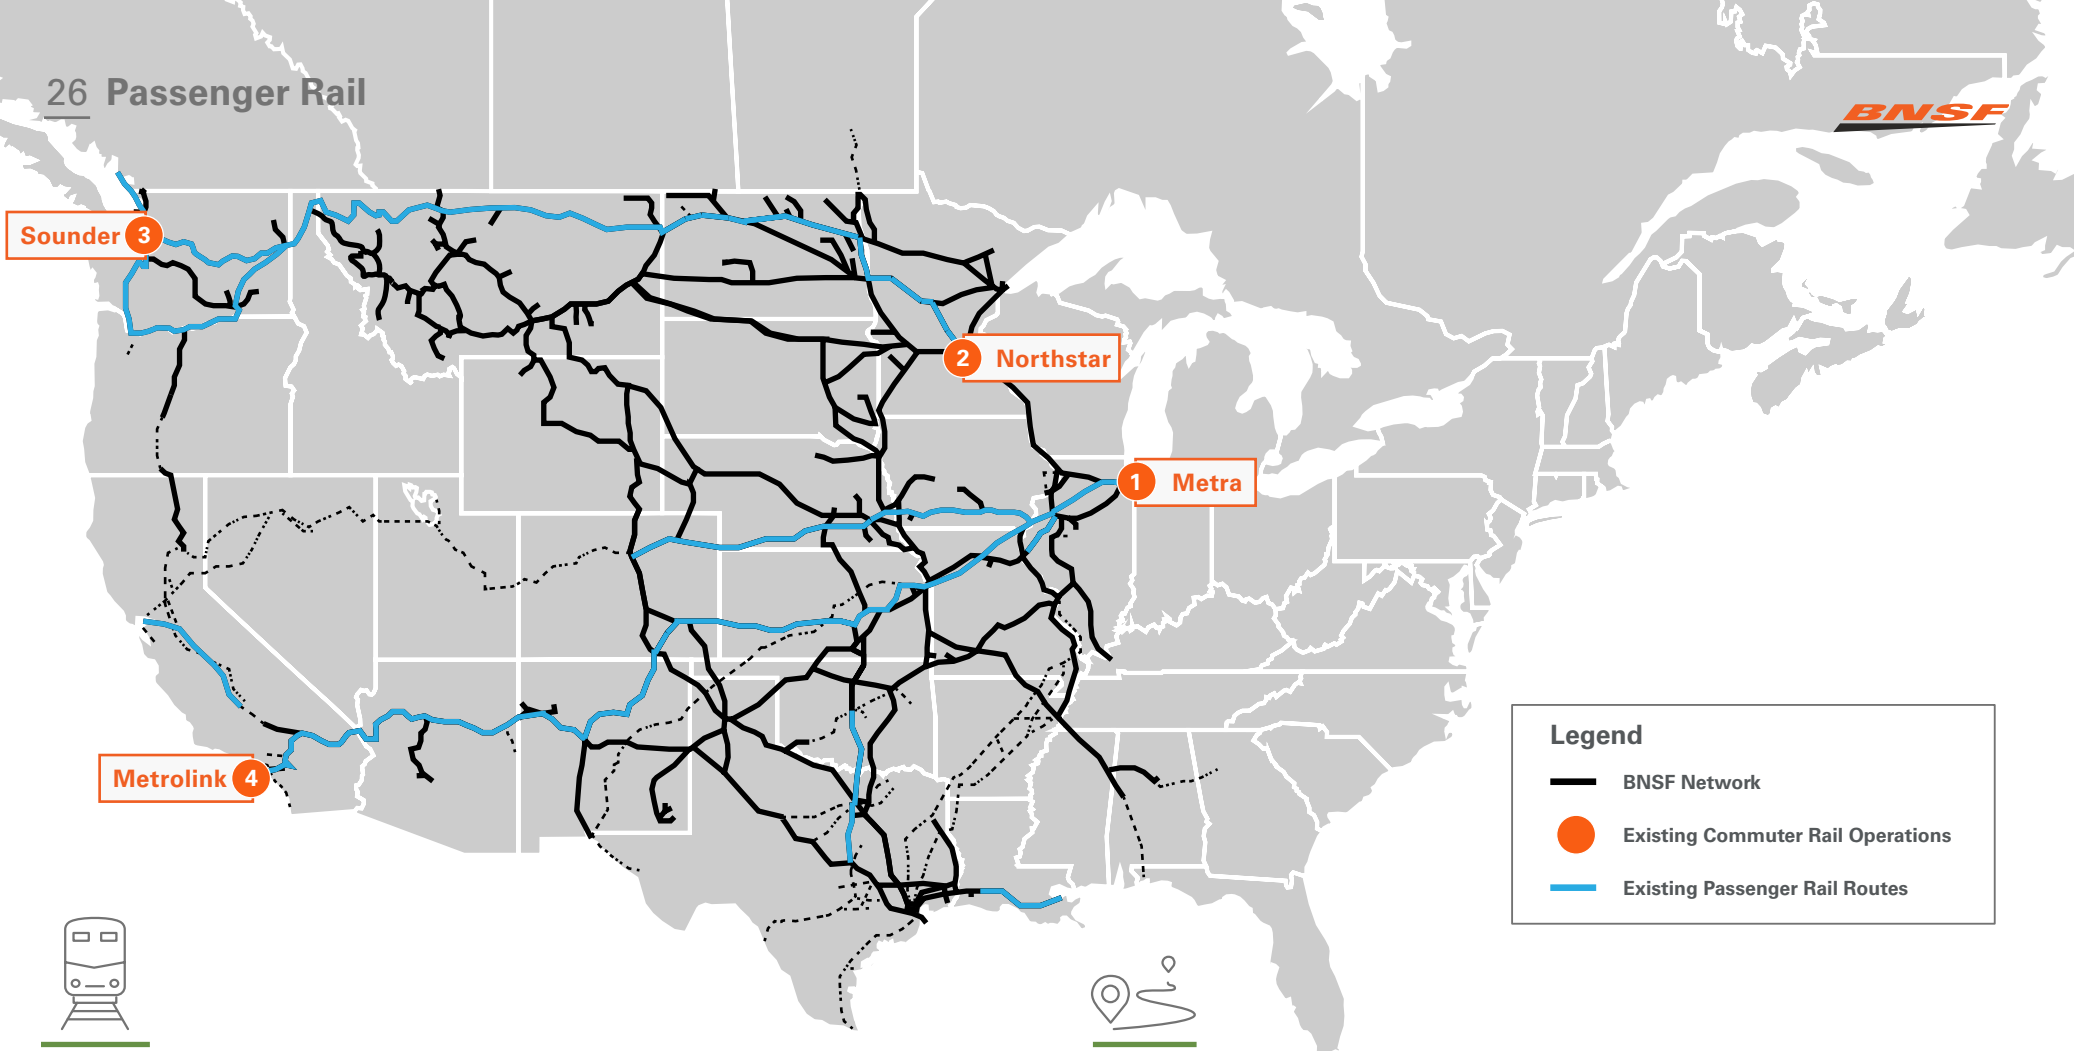 26 Passenger Rail
BNSF
Sounder 3
2 Northstar
1 Metra
Metrolink 4
Legend
BNSF Network
Existing Commuter Rail Operations
Existing Passenger Rail Routes